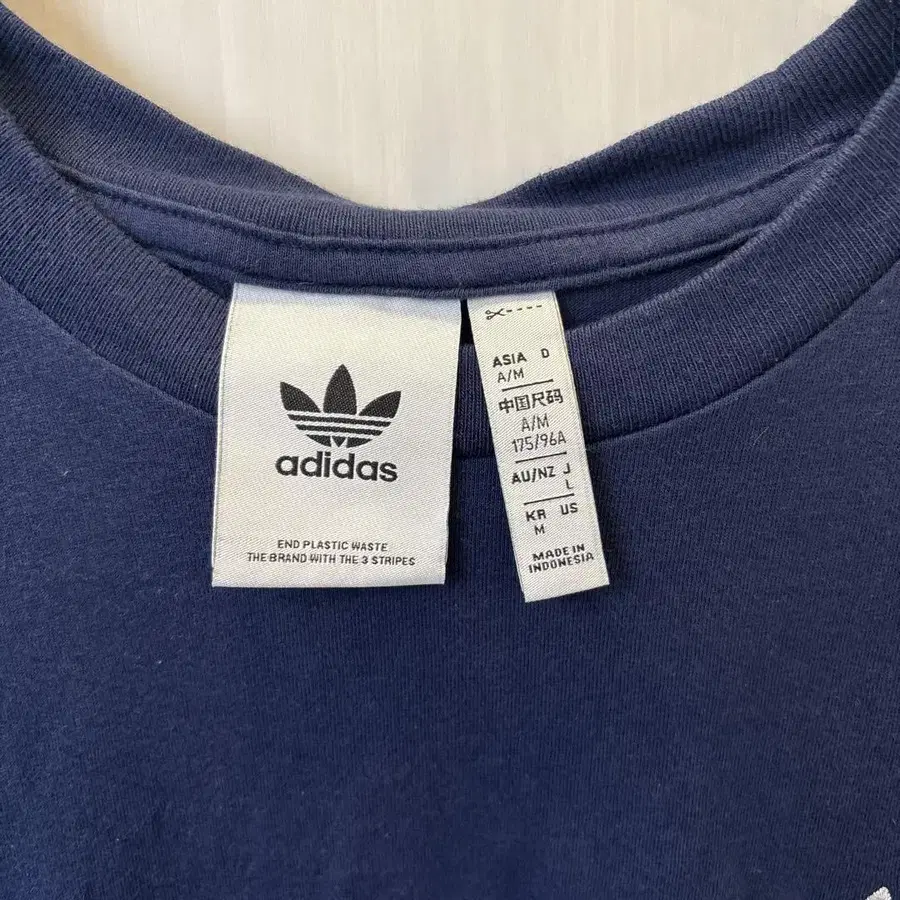 adidas
END PLASTIC WASTE
THE BRAND WITH THE 3 STRIPES
ASIA D
A/M
中国尺码
A/M
175/96A
AU/NZ J
L
KR US
M
MADE IN
INDONESIA